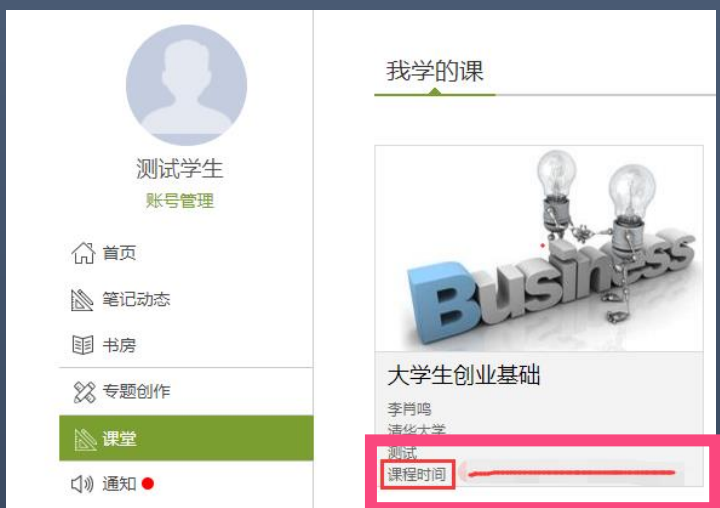 测试学生
账号管理
首页
笔记动态
书房
专题创作
课堂
通知
我学的课
Business
大学生创业基础
李肖鸣
清华大学
测试
课程时间